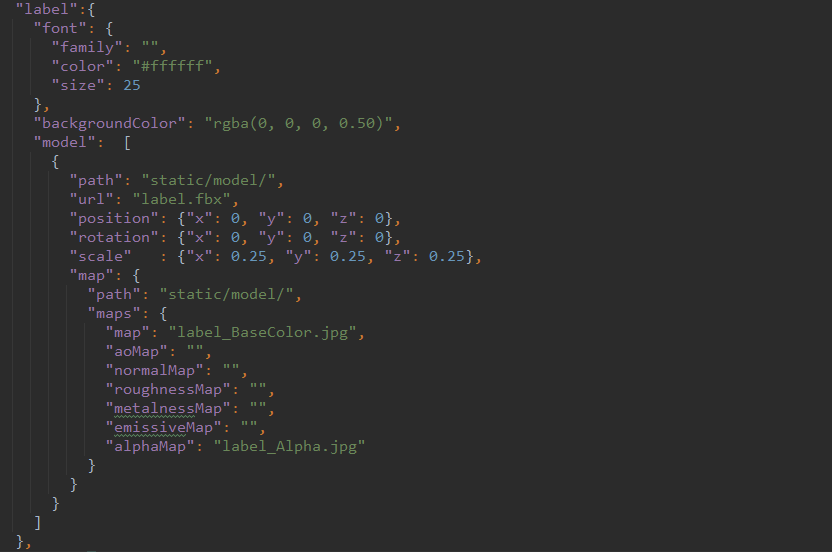 "label":{
"font": {
"family": "",
"color": "#ffffff",
"size": 25
},
"backgroundColor": "rgba(0, 0, 0, 0.50)",
"model":  [
{
"path": "static/model/",
"url": "label.fbx",
"position": {"x": 0, "y": 0, "z": 0},
"rotation": {"x": 0, "y": 0, "z": 0},
"scale"   : {"x": 0.25, "y": 0.25, "z": 0.25},
"map": {
"path": "static/model/",
"maps": {
"map": "label_BaseColor.jpg",
"aoMap": "",
"normalMap": "",
"roughnessMap": "",
"metalnessMap": "",
"emissiveMap": "",
"alphaMap": "label_Alpha.jpg"
}
}
}
]
},